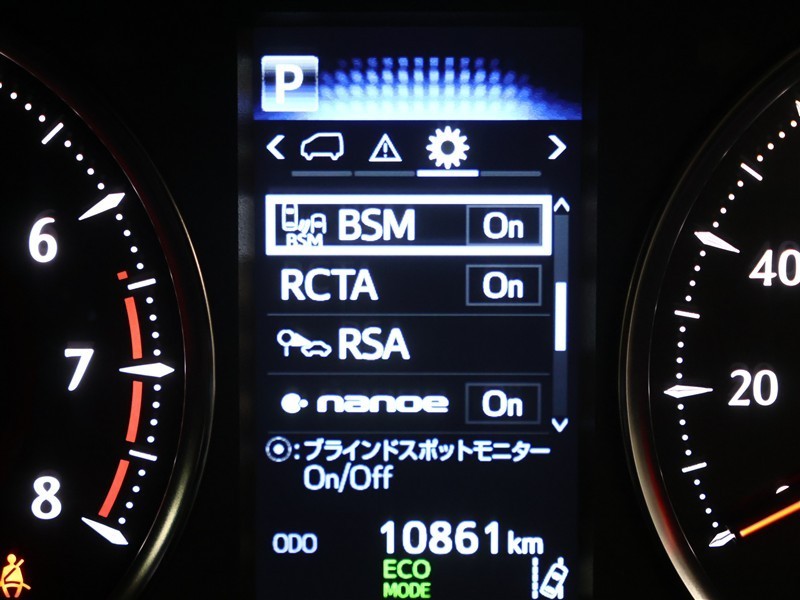 P
BSM
BSM On
RCTA On
RSA
nanoe On
:ブラインドスポットモニター
On/Off
ODO 10861 km
ECO
MODE
6
7
8
40
20